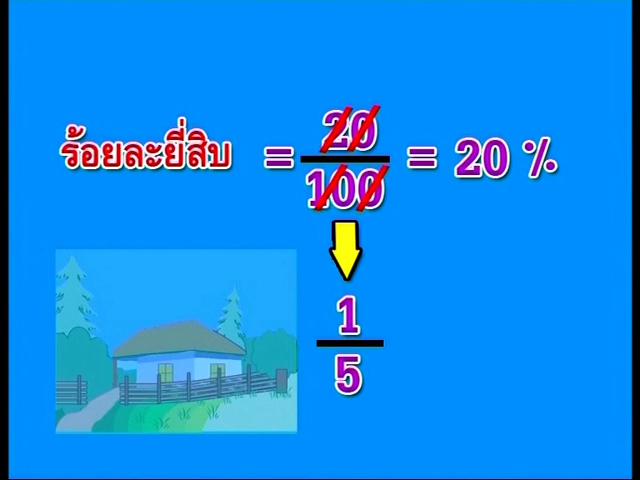 ร้อยละยี่สิบ = 20/100 = 20 %
1/5